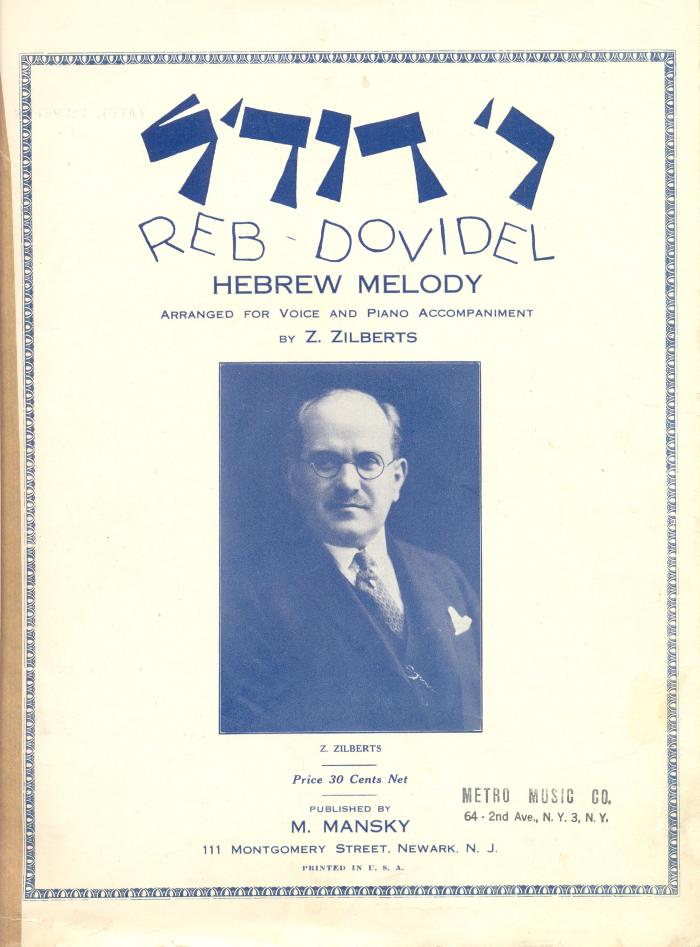 ר' דודיל
REB - DOVIDEL
HEBREW MELODY
ARRANGED FOR VOICE AND PIANO ACCOMPANIMENT
BY Z. ZILBERTS
Z. ZILBERTS
Price 30 Cents Net
PUBLISHED BY
M. MANSKY
111 MONTGOMERY STREET, NEWARK, N. J.
PRINTED IN U. S. A.
METRO MUSIC CO.
64 - 2nd Ave., N. Y. 3, N. Y.